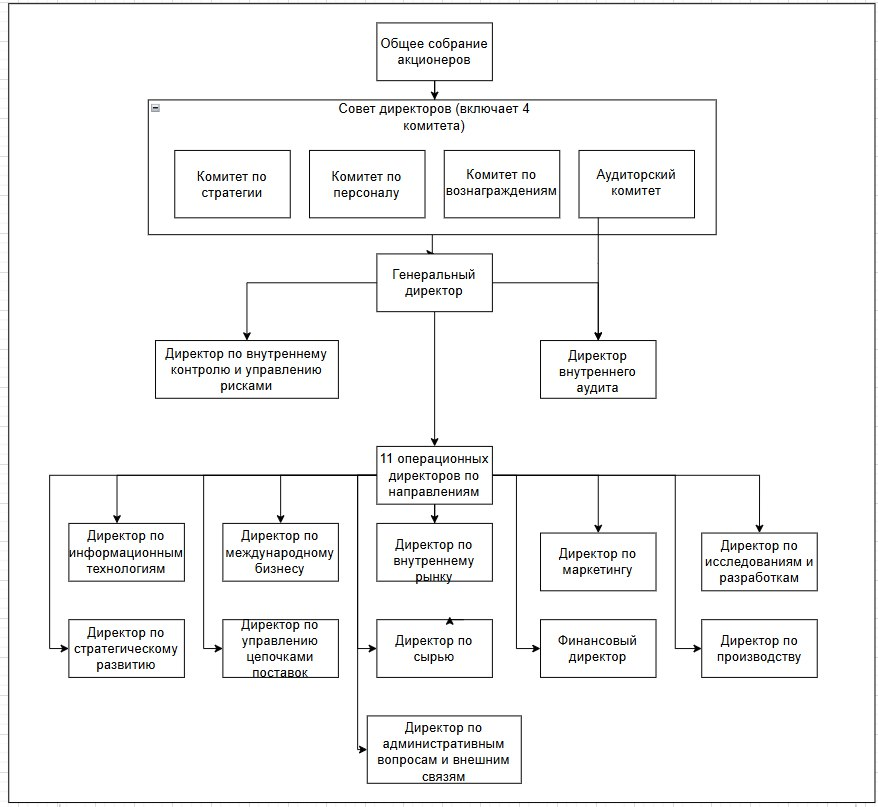 Общее собрание
акционеров
Совет директоров (включает 4
комитета)
Комитет по
стратегии
Комитет по
персоналу
Комитет по
вознаграждениям
Аудиторский
комитет
Генеральный
директор
Директор по внутреннему
контролю и управлению
рисками
Директор
внутреннего
аудита
11 операционных
директоров по
направлениям
Директор по
информационным
технологиям
Директор по
международному
бизнесу
Директор по
внутреннему
рынку
Директор по
маркетингу
Директор по
исследованиям и
разработкам
Директор по
стратегическому
развитию
Директор по
управлению
цепочками
поставок
Директор по
сырью
Финансовый
директор
Директор по
производству
Директор по
административным
вопросам и внешним
связям